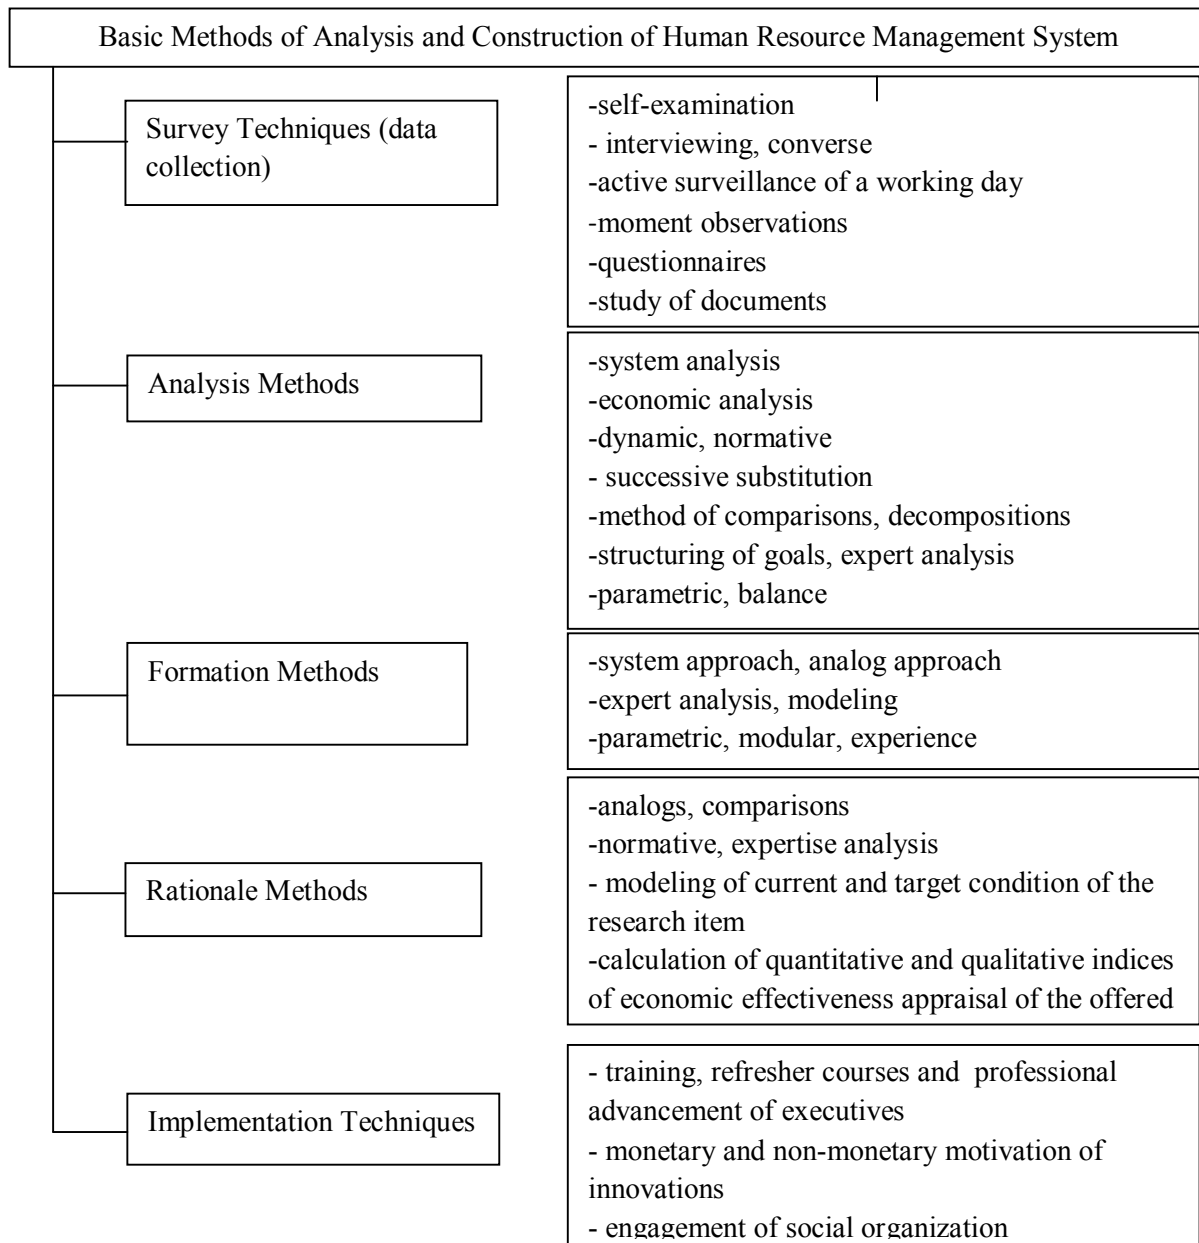 Basic Methods of Analysis and Construction of Human Resource Management System
Survey Techniques (data
collection)
-self-examination
- interviewing, converse
-active surveillance of a working day
-moment observations
-questionnaires
-study of documents
Analysis Methods
-system analysis
-economic analysis
-dynamic, normative
- successive substitution
-method of comparisons, decompositions
-structuring of goals, expert analysis
-parametric, balance
Formation Methods
-system approach, analog approach
-expert analysis, modeling
-parametric, modular, experience
Rationale Methods
-analogs, comparisons
-normative, expertise analysis
- modeling of current and target condition of the
research item
-calculation of quantitative and qualitative indices
of economic effectiveness appraisal of the offered
Implementation Techniques
- training, refresher courses and professional
advancement of executives
- monetary and non-monetary motivation of
innovations
- engagement of social organization